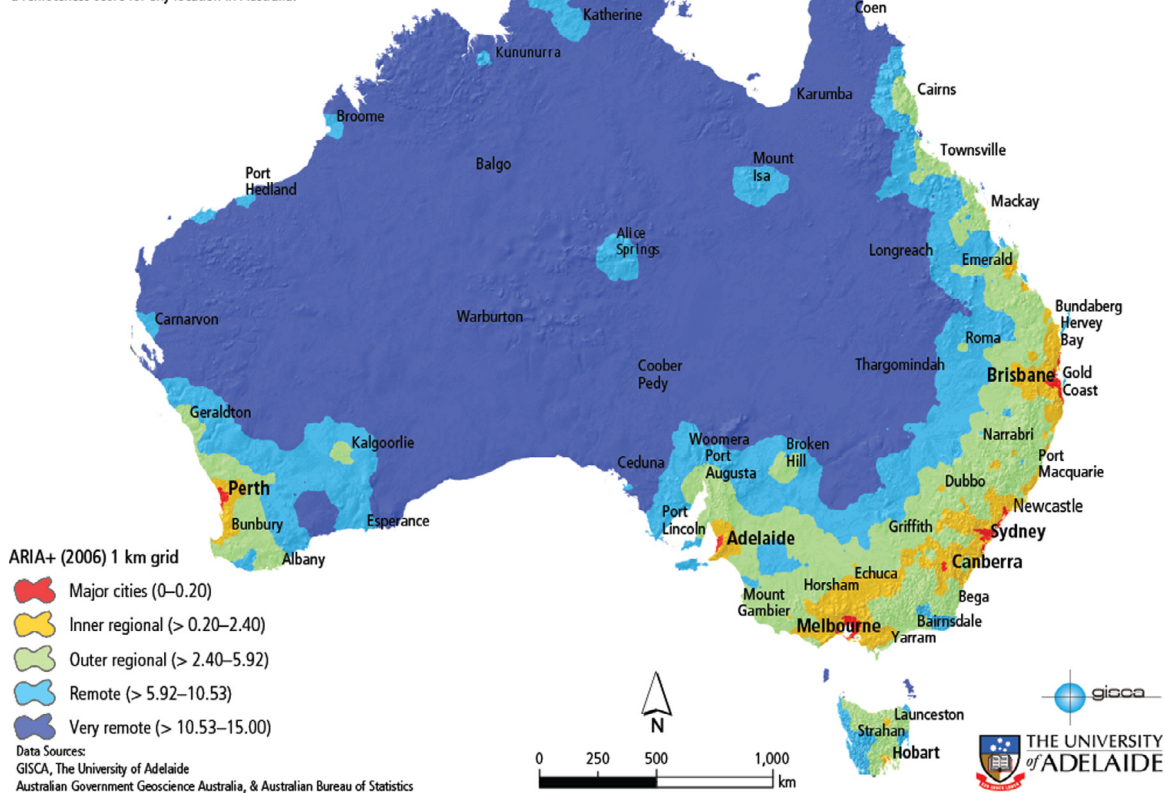 Katherine
Coen
Kununurra
Karumba
Cairns
Broome
Balgo
Mount
Isa
Townsville
Port
Hedland
Mackay
Alice
Springs
Longreach
Emerald
Carnarvon
Warburton
Bundaberg
Hervey
Bay
Roma
Coober
Pedy
Thargomindah
Brisbane
Gold
Coast
Geraldton
Kalgoorlie
Woomera
Broken
Hill
Narrabri
Ceduna
Port
Augusta
Port
Macquarie
Perth
Dubbo
Newcastle
Bunbury
Esperance
Port
Lincoln
Griffith
Sydney
Adelaide
Albany
Canberra
Echuca
Horsham
Mount
Gambier
Bega
Melbourne
Bairnsdale
Yarram
Launceston
Strahan
Hobart
ARIA+ (2006) 1 km grid
Major cities (0–0.20)
Inner regional (> 0.20–2.40)
Outer regional (> 2.40–5.92)
Remote (> 5.92–10.53)
Very remote (> 10.53–15.00)
Data Sources:
GISCA, The University of Adelaide
Australian Government Geoscience Australia, & Australian Bureau of Statistics
N
0 250 500 1,000
km
gisca
THE UNIVERSITY
of ADELAIDE